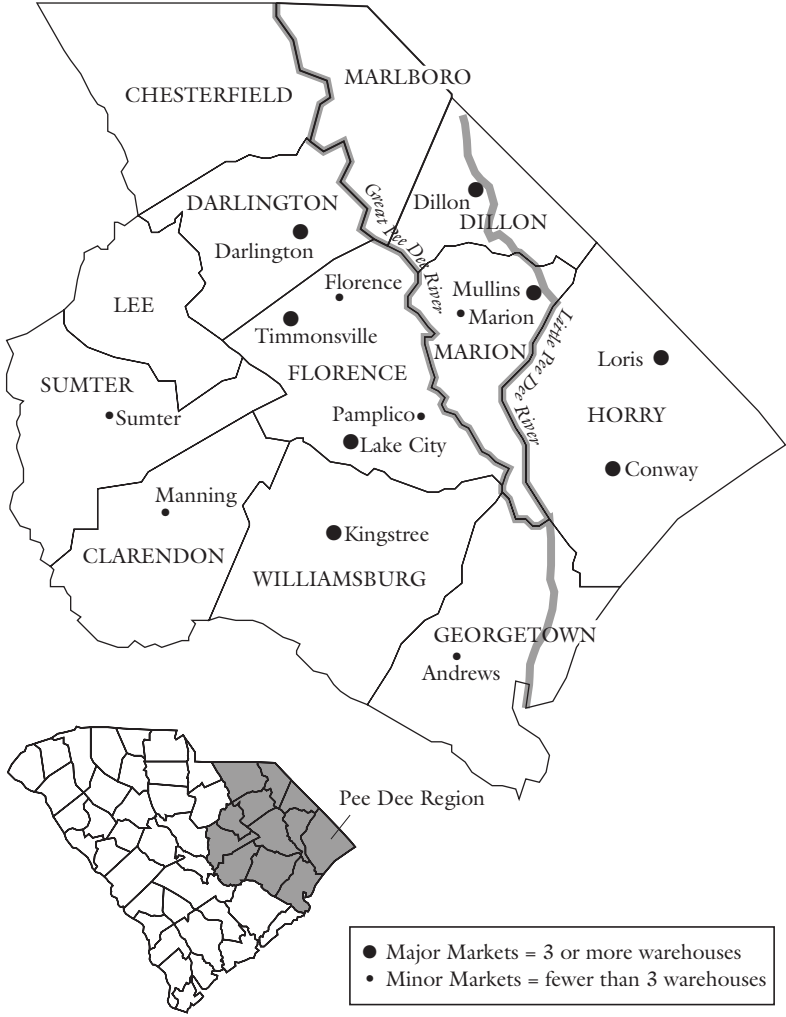 MARLBORO
CHESTERFIELD
DARLINGTON
Great Pee Dee River
Dillon
DILLON
Darlington
Florence
Mullins
Marion
LEE
Timmonsville
MARION
Little Pee Dee River
Loris
FLORENCE
SUMTER
Sumter
Pamplico
HORRY
Lake City
Conway
Manning
Kingstree
CLARENDON
WILLIAMSBURG
GEORGETOWN
Andrews
Pee Dee Region
Major Markets = 3 or more warehouses
Minor Markets = fewer than 3 warehouses